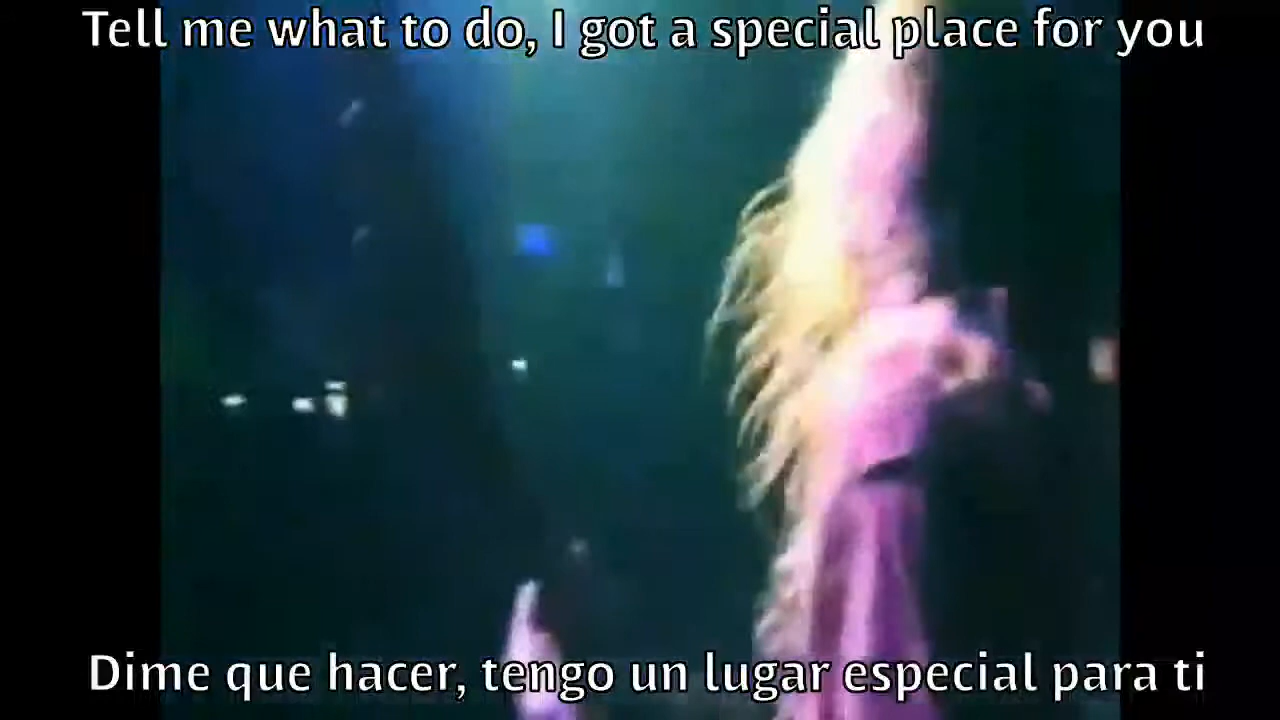 Tell me what to do, I got a special place for you
Dime que hacer, tengo un lugar especial para ti